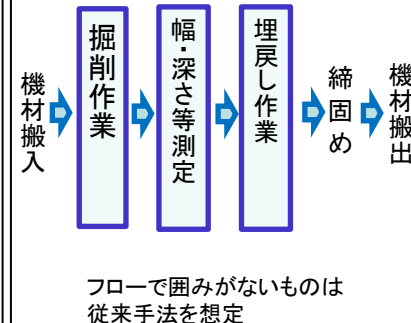 機材搬入
掘削作業
幅・深さ等測定
埋戻し作業
締固め
機材搬出
フローで囲みがないものは
従来手法を想定